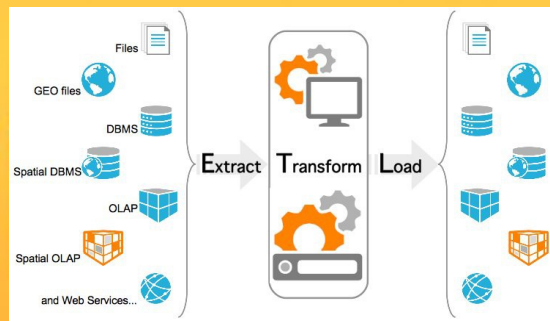 Files
GEO files
DBMS
Spatial DBMS
Extract Transform Load
OLAP
Spatial OLAP
and Web Services...